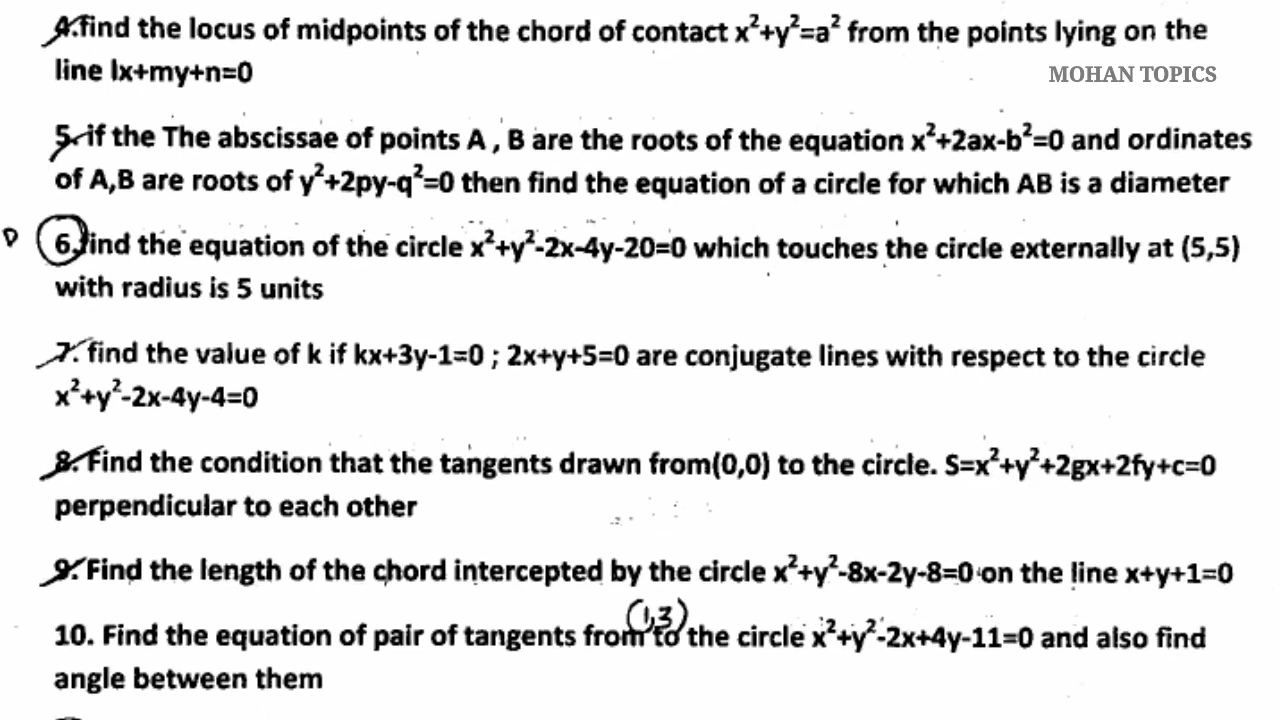 4.find the locus of midpoints of the chord of contact x²+y²=a² from the points lying on the
line lx+my+n=0
MOHAN TOPICS
5. if the The abscissae of points A , B are the roots of the equation x²+2ax-b²=0 and ordinates
of A,B are roots of y²+2py-q²=0 then find the equation of a circle for which AB is a diameter
D 6.find the equation of the circle x²+y²-2x-4y-20=0 which touches the circle externally at (5,5)
with radius is 5 units
7. find the value of k if kx+3y-1=0 ; 2x+y+5=0 are conjugate lines with respect to the circle
x²+y²-2x-4y-4=0
8. Find the condition that the tangents drawn from(0,0) to the circle. S=x²+y²+2gx+2fy+c=0
perpendicular to each other
9. Find the length of the chord intercepted by the circle x²+y²-8x-2y-8=0 on the line x+y+1=0
(1,3)
10. Find the equation of pair of tangents from to the circle x²+y²-2x+4y-11=0 and also find
angle between them